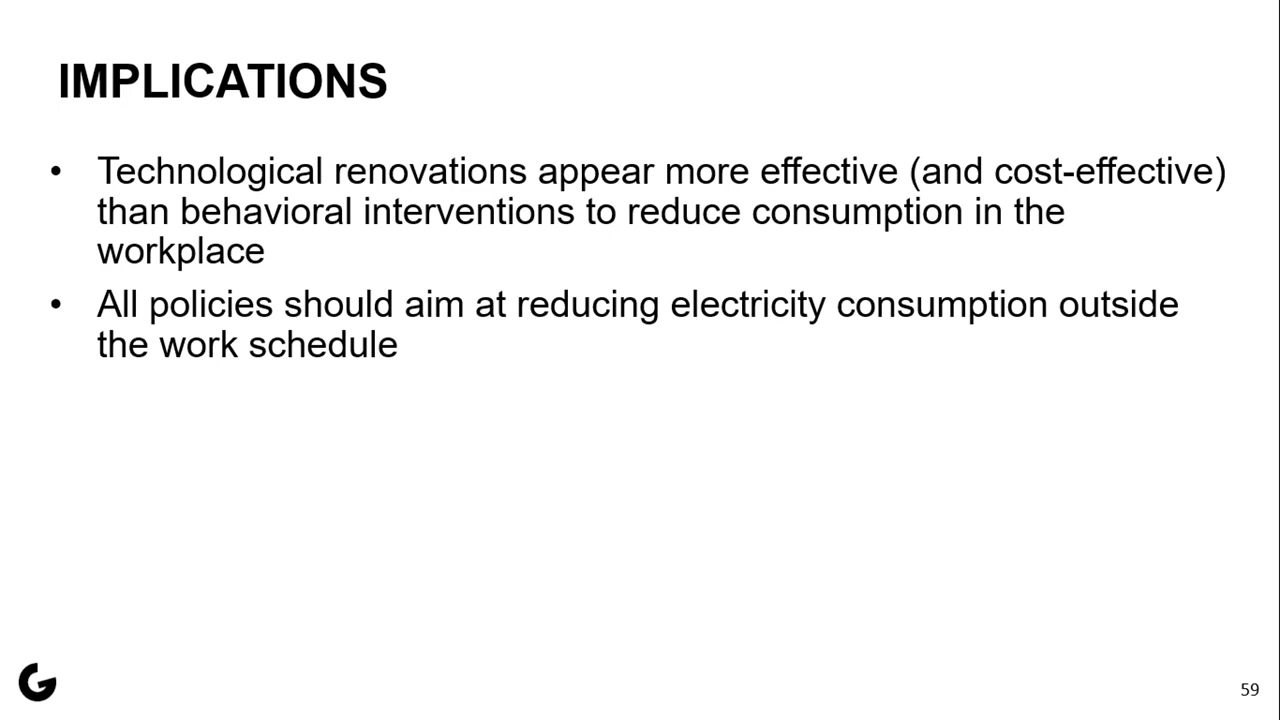 IMPLICATIONS
• Technological renovations appear more effective (and cost-effective)
than behavioral interventions to reduce consumption in the
workplace
• All policies should aim at reducing electricity consumption outside
the work schedule
59